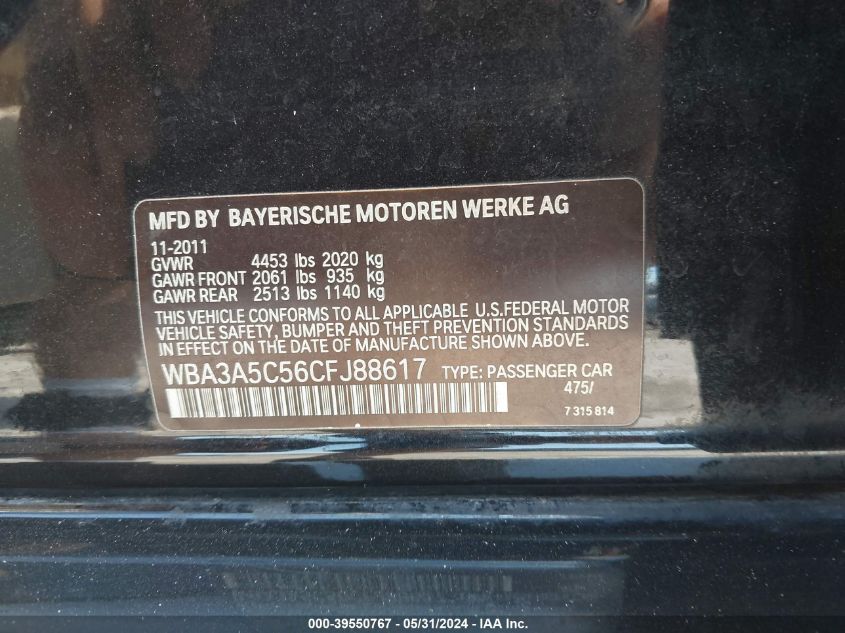 MFD BY BAYERISCHE MOTOREN WERKE AG
11-2011
GVWR 4453 lbs 2020 kg
GAWR FRONT 2061 lbs 935 kg
GAWR REAR 2513 lbs 1140 kg
THIS VEHICLE CONFORMS TO ALL APPLICABLE U.S.FEDERAL MOTOR
VEHICLE SAFETY, BUMPER AND THEFT PREVENTION STANDARDS
IN EFFECT ON THE DATE OF MANUFACTURE SHOWN ABOVE.
WBA3A5C56CFJ88617 TYPE: PASSENGER CAR
475/
7 315 814
000-39550767 - 05/31/2024 - IAA, Inc.